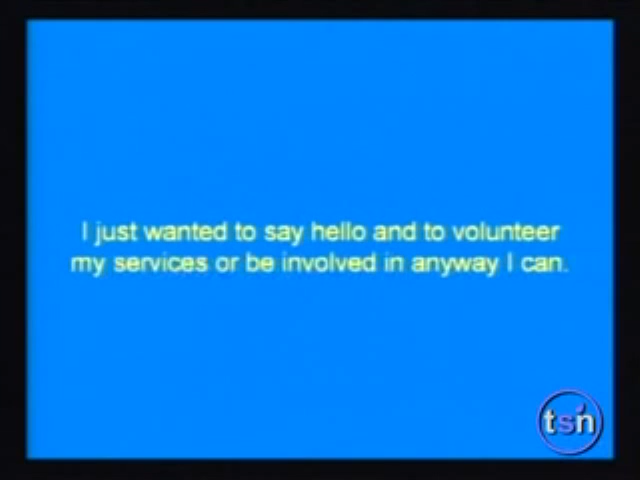 I just wanted to say hello and to volunteer
my services or be involved in anyway I can.
tsn